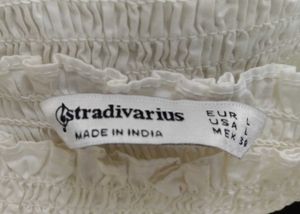 stradivarius
MADE IN INDIA
EUR L
USA L
MEX 30